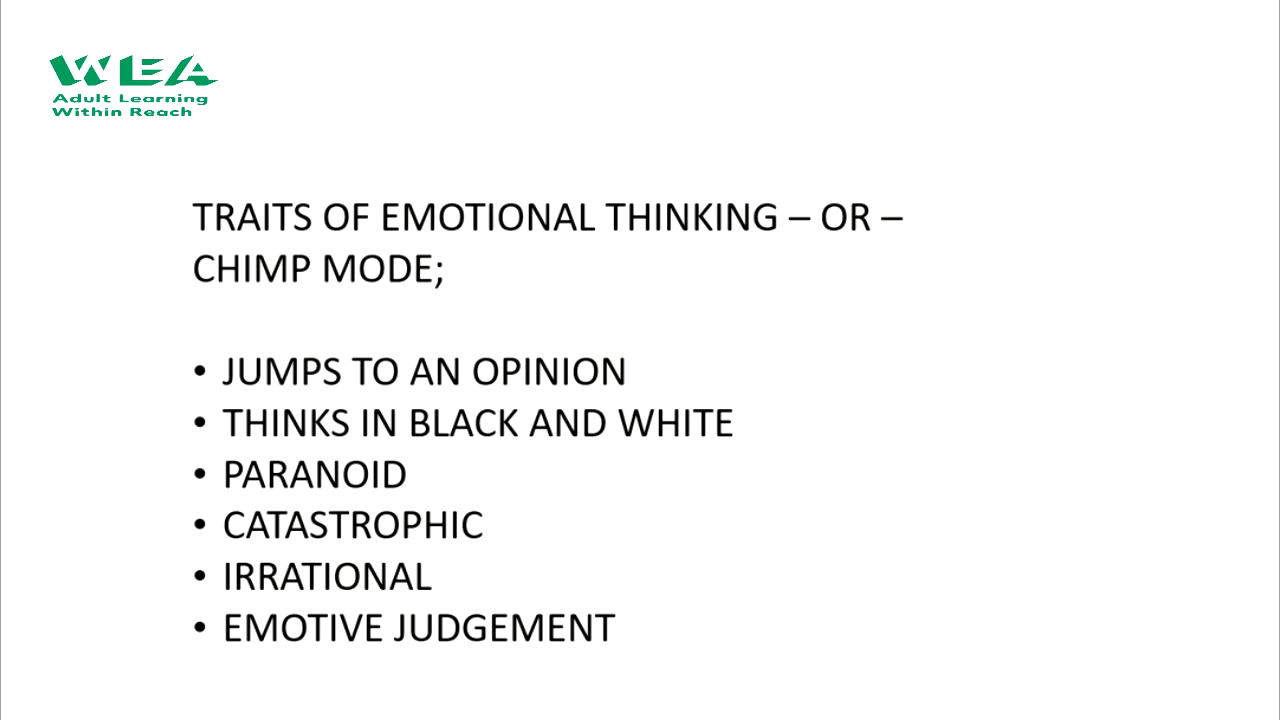 WEA
Adult Learning
Within Reach
TRAITS OF EMOTIONAL THINKING – OR –
CHIMP MODE;
• JUMPS TO AN OPINION
• THINKS IN BLACK AND WHITE
• PARANOID
• CATASTROPHIC
• IRRATIONAL
• EMOTIVE JUDGEMENT